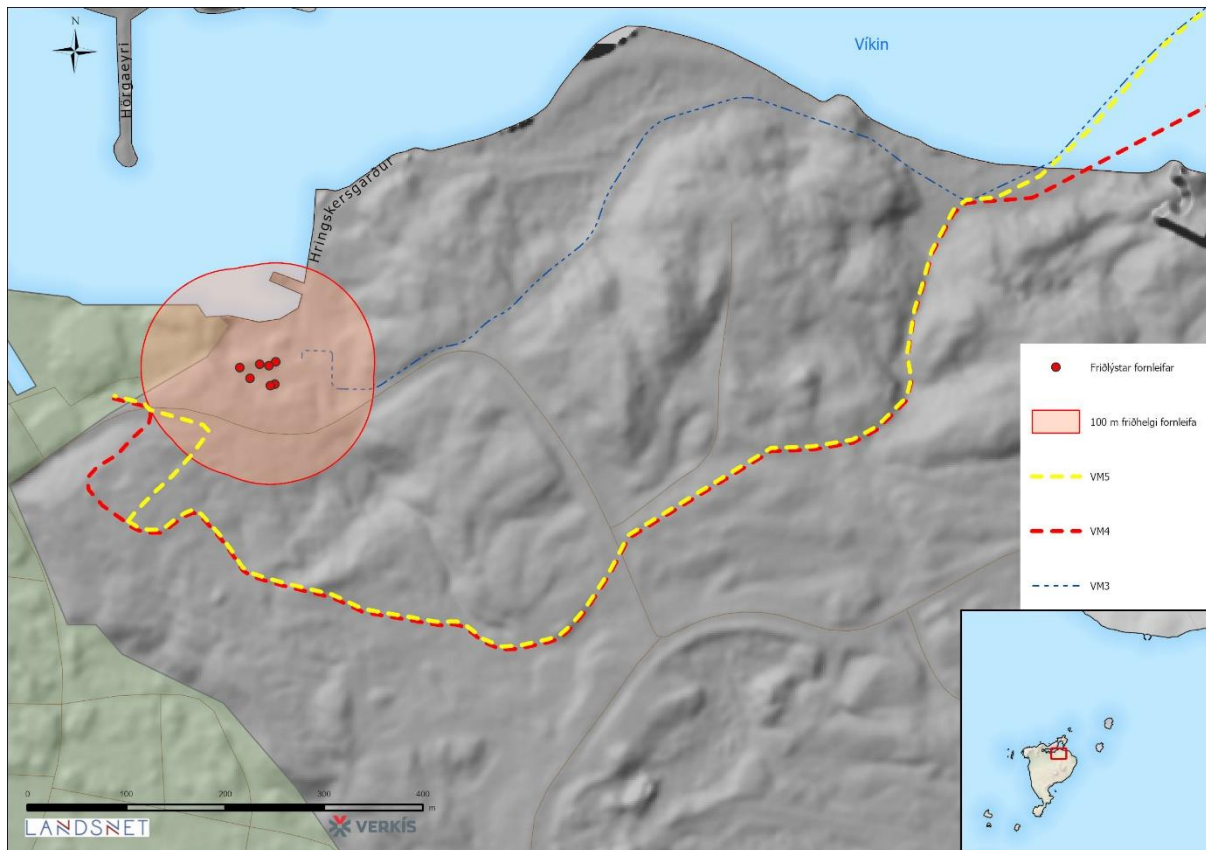 N
Hörgaeyri
Víkin
Hringskersgarður
Friðlýstar fornleifar
100 m friðhelgi fornleifa
VM5
VM4
VM3
0 100 200 300 400
m
LANDSNET VERKÍS